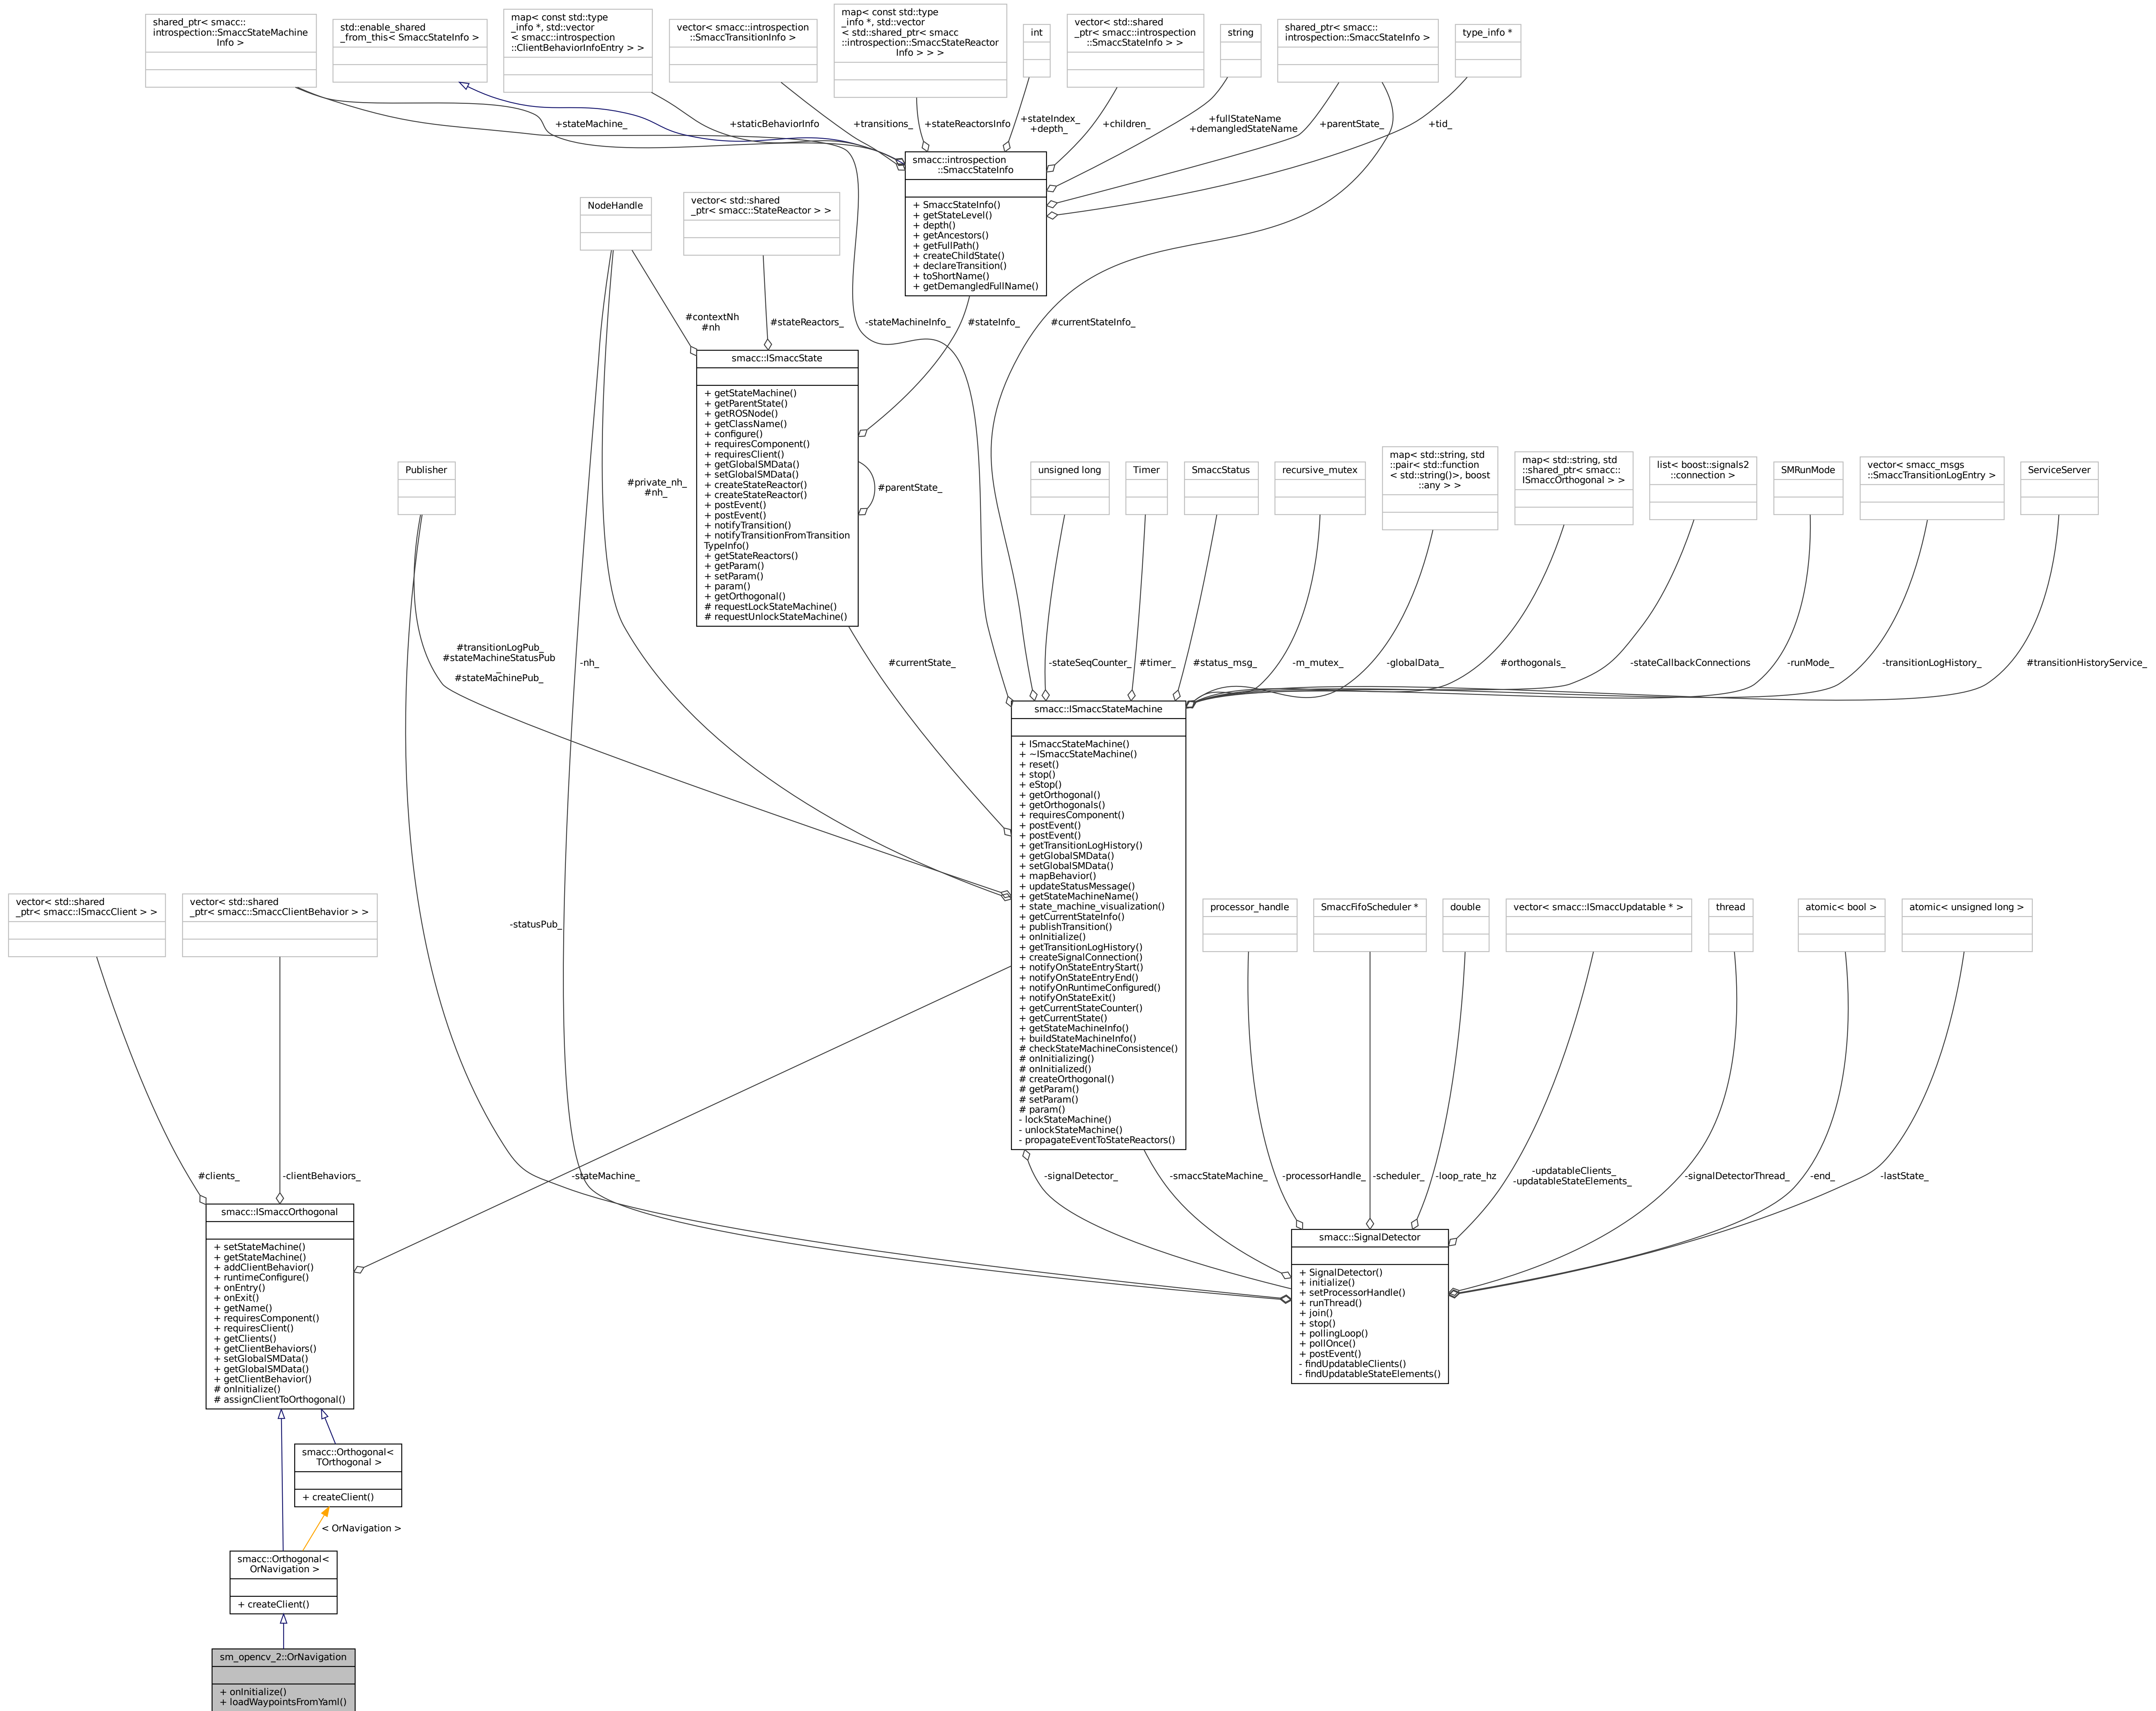 shared_ptr< smacc::
introspection::SmaccStateMachine
Info >
std::enable_shared
_from_this< SmaccStateInfo >
map< const std::type
_info *, std::vector
< smacc::introspection
::ClientBehaviorInfoEntry > >
vector< smacc::introspection
::SmaccTransitionInfo >
map< const std::type
_info *, std::vector
< std::shared_ptr< smacc
::introspection::SmaccStateReactor
Info > > >
int
vector< std::shared
_ptr< smacc::introspection
::SmaccStateInfo > >
string
shared_ptr< smacc::
introspection::SmaccStateInfo >
type_info *
+stateMachine_
+staticBehaviorInfo
+transitions_
+stateReactorsInfo
+stateIndex_
+depth_
+children_
+fullStateName
+demangledStateName
+parentState_
+tid_
smacc::introspection
::SmaccStateInfo
+ SmaccStateInfo()
+ getStateLevel()
+ depth()
+ getAncestors()
+ getFullPath()
+ createChildState()
+ declareTransition()
+ toShortName()
+ getDemangledFullName()
NodeHandle
vector< std::shared
_ptr< smacc::StateReactor > >
#contextNh
#nh
#stateReactors_
-stateMachineInfo_
#stateInfo_
#currentStateInfo_
smacc::ISmaccState
+ getStateMachine()
+ getParentState()
+ getROSNode()
+ getClassName()
+ configure()
+ requiresComponent()
+ requiresClient()
+ getGlobalSMData()
+ setGlobalSMData()
+ createStateReactor()
+ createStateReactor()
+ postEvent()
+ postEvent()
+ notifyTransition()
+ notifyTransitionFromTransition
TypeInfo()
+ getStateReactors()
+ getParam()
+ setParam()
+ param()
+ getOrthogonal()
# requestLockStateMachine()
# requestUnlockStateMachine()
#parentState_
Publisher
#private_nh_
#nh_
unsigned long
Timer
SmaccStatus
recursive_mutex
map< std::string, std
::pair< std::function
< std::string()>, boost
::any > >
map< std::string, std
::shared_ptr< smacc::
ISmaccOrthogonal > >
list< boost::signals2
::connection >
SMRunMode
vector< smacc_msgs
::SmaccTransitionLogEntry >
ServiceServer
#transitionLogPub_
#stateMachineStatusPub
_
#stateMachinePub_
-nh_
#currentState_
-stateSeqCounter_
#timer_
#status_msg_
-m_mutex_
-globalData_
#orthogonals_
-stateCallbackConnections
-runMode_
-transitionLogHistory_
#transitionHistoryService_
smacc::ISmaccStateMachine
+ ISmaccStateMachine()
+ ~ISmaccStateMachine()
+ reset()
+ stop()
+ eStop()
+ getOrthogonal()
+ getOrthogonals()
+ requiresComponent()
+ postEvent()
+ postEvent()
+ getTransitionLogHistory()
+ getGlobalSMData()
+ setGlobalSMData()
+ mapBehavior()
+ updateStatusMessage()
+ getStateMachineName()
+ state_machine_visualization()
+ getCurrentStateInfo()
+ publishTransition()
+ onInitialize()
+ getTransitionLogHistory()
+ createSignalConnection()
+ notifyOnStateEntryStart()
+ notifyOnStateEntryEnd()
+ notifyOnRuntimeConfigured()
+ notifyOnStateExit()
+ getCurrentStateCounter()
+ getCurrentState()
+ getStateMachineInfo()
+ buildStateMachineInfo()
# checkStateMachineConsistence()
# onInitializing()
# onInitialized()
# createOrthogonal()
# getParam()
# setParam()
# param()
- lockStateMachine()
- unlockStateMachine()
- propagateEventToStateReactors()
vector< std::shared
_ptr< smacc::ISmaccClient > >
vector< std::shared
_ptr< smacc::SmaccClientBehavior > >
-statusPub_
processor_handle
SmaccFifoScheduler *
double
vector< smacc::ISmaccUpdatable * >
thread
atomic< bool >
atomic< unsigned long >
#clients_
-clientBehaviors_
-stateMachine_
-signalDetector_
-smaccStateMachine_
-processorHandle_
-scheduler_
-loop_rate_hz
-updatableClients_
-updatableStateElements_
-signalDetectorThread_
-end_
-lastState_
smacc::ISmaccOrthogonal
+ setStateMachine()
+ getStateMachine()
+ addClientBehavior()
+ runtimeConfigure()
+ onEntry()
+ onExit()
+ getName()
+ requiresComponent()
+ requiresClient()
+ getClients()
+ getClientBehaviors()
+ setGlobalSMData()
+ getGlobalSMData()
+ getClientBehavior()
# onInitialize()
# assignClientToOrthogonal()
smacc::SignalDetector
+ SignalDetector()
+ initialize()
+ setProcessorHandle()
+ runThread()
+ join()
+ stop()
+ pollingLoop()
+ pollOnce()
+ postEvent()
- findUpdatableClients()
- findUpdatableStateElements()
smacc::Orthogonal<
TOrthogonal >
+ createClient()
< OrNavigation >
smacc::Orthogonal<
OrNavigation >
+ createClient()
sm_opencv_2::OrNavigation
+ onInitialize()
+ loadWaypointsFromYaml()